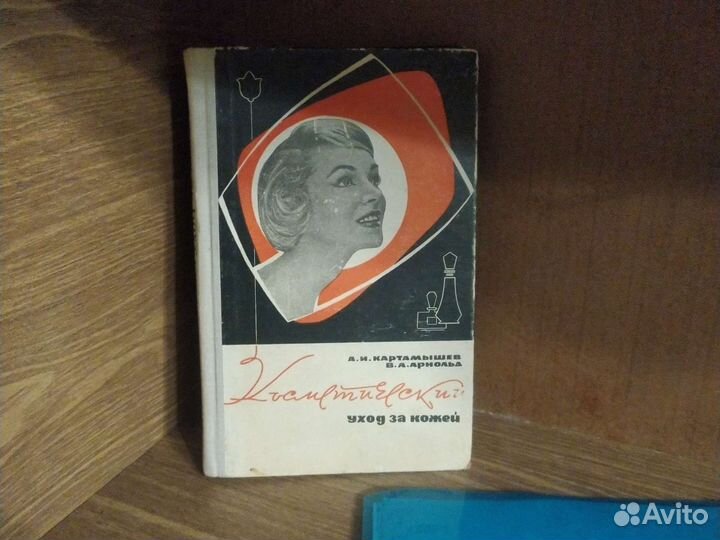 А.И. КАРТАМЫШЕВ
В.А. АРНОЛЬД
Косметический
УХОД ЗА КОЖЕЙ
Avito